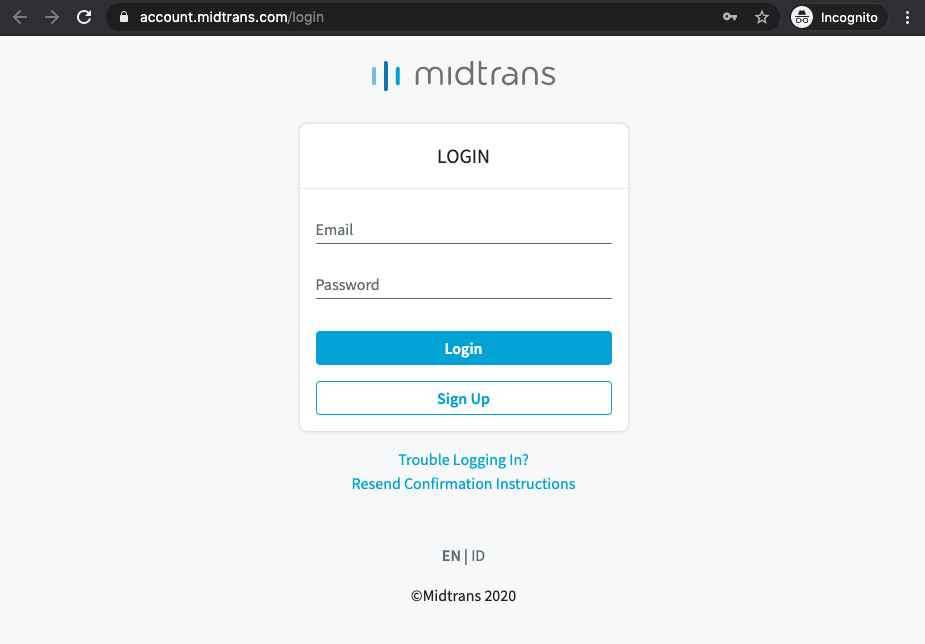 account.midtrans.com/login
Incognito
midtrans
LOGIN
Email
Password
Login
Sign Up
Trouble Logging In?
Resend Confirmation Instructions
EN | ID
©Midtrans 2020